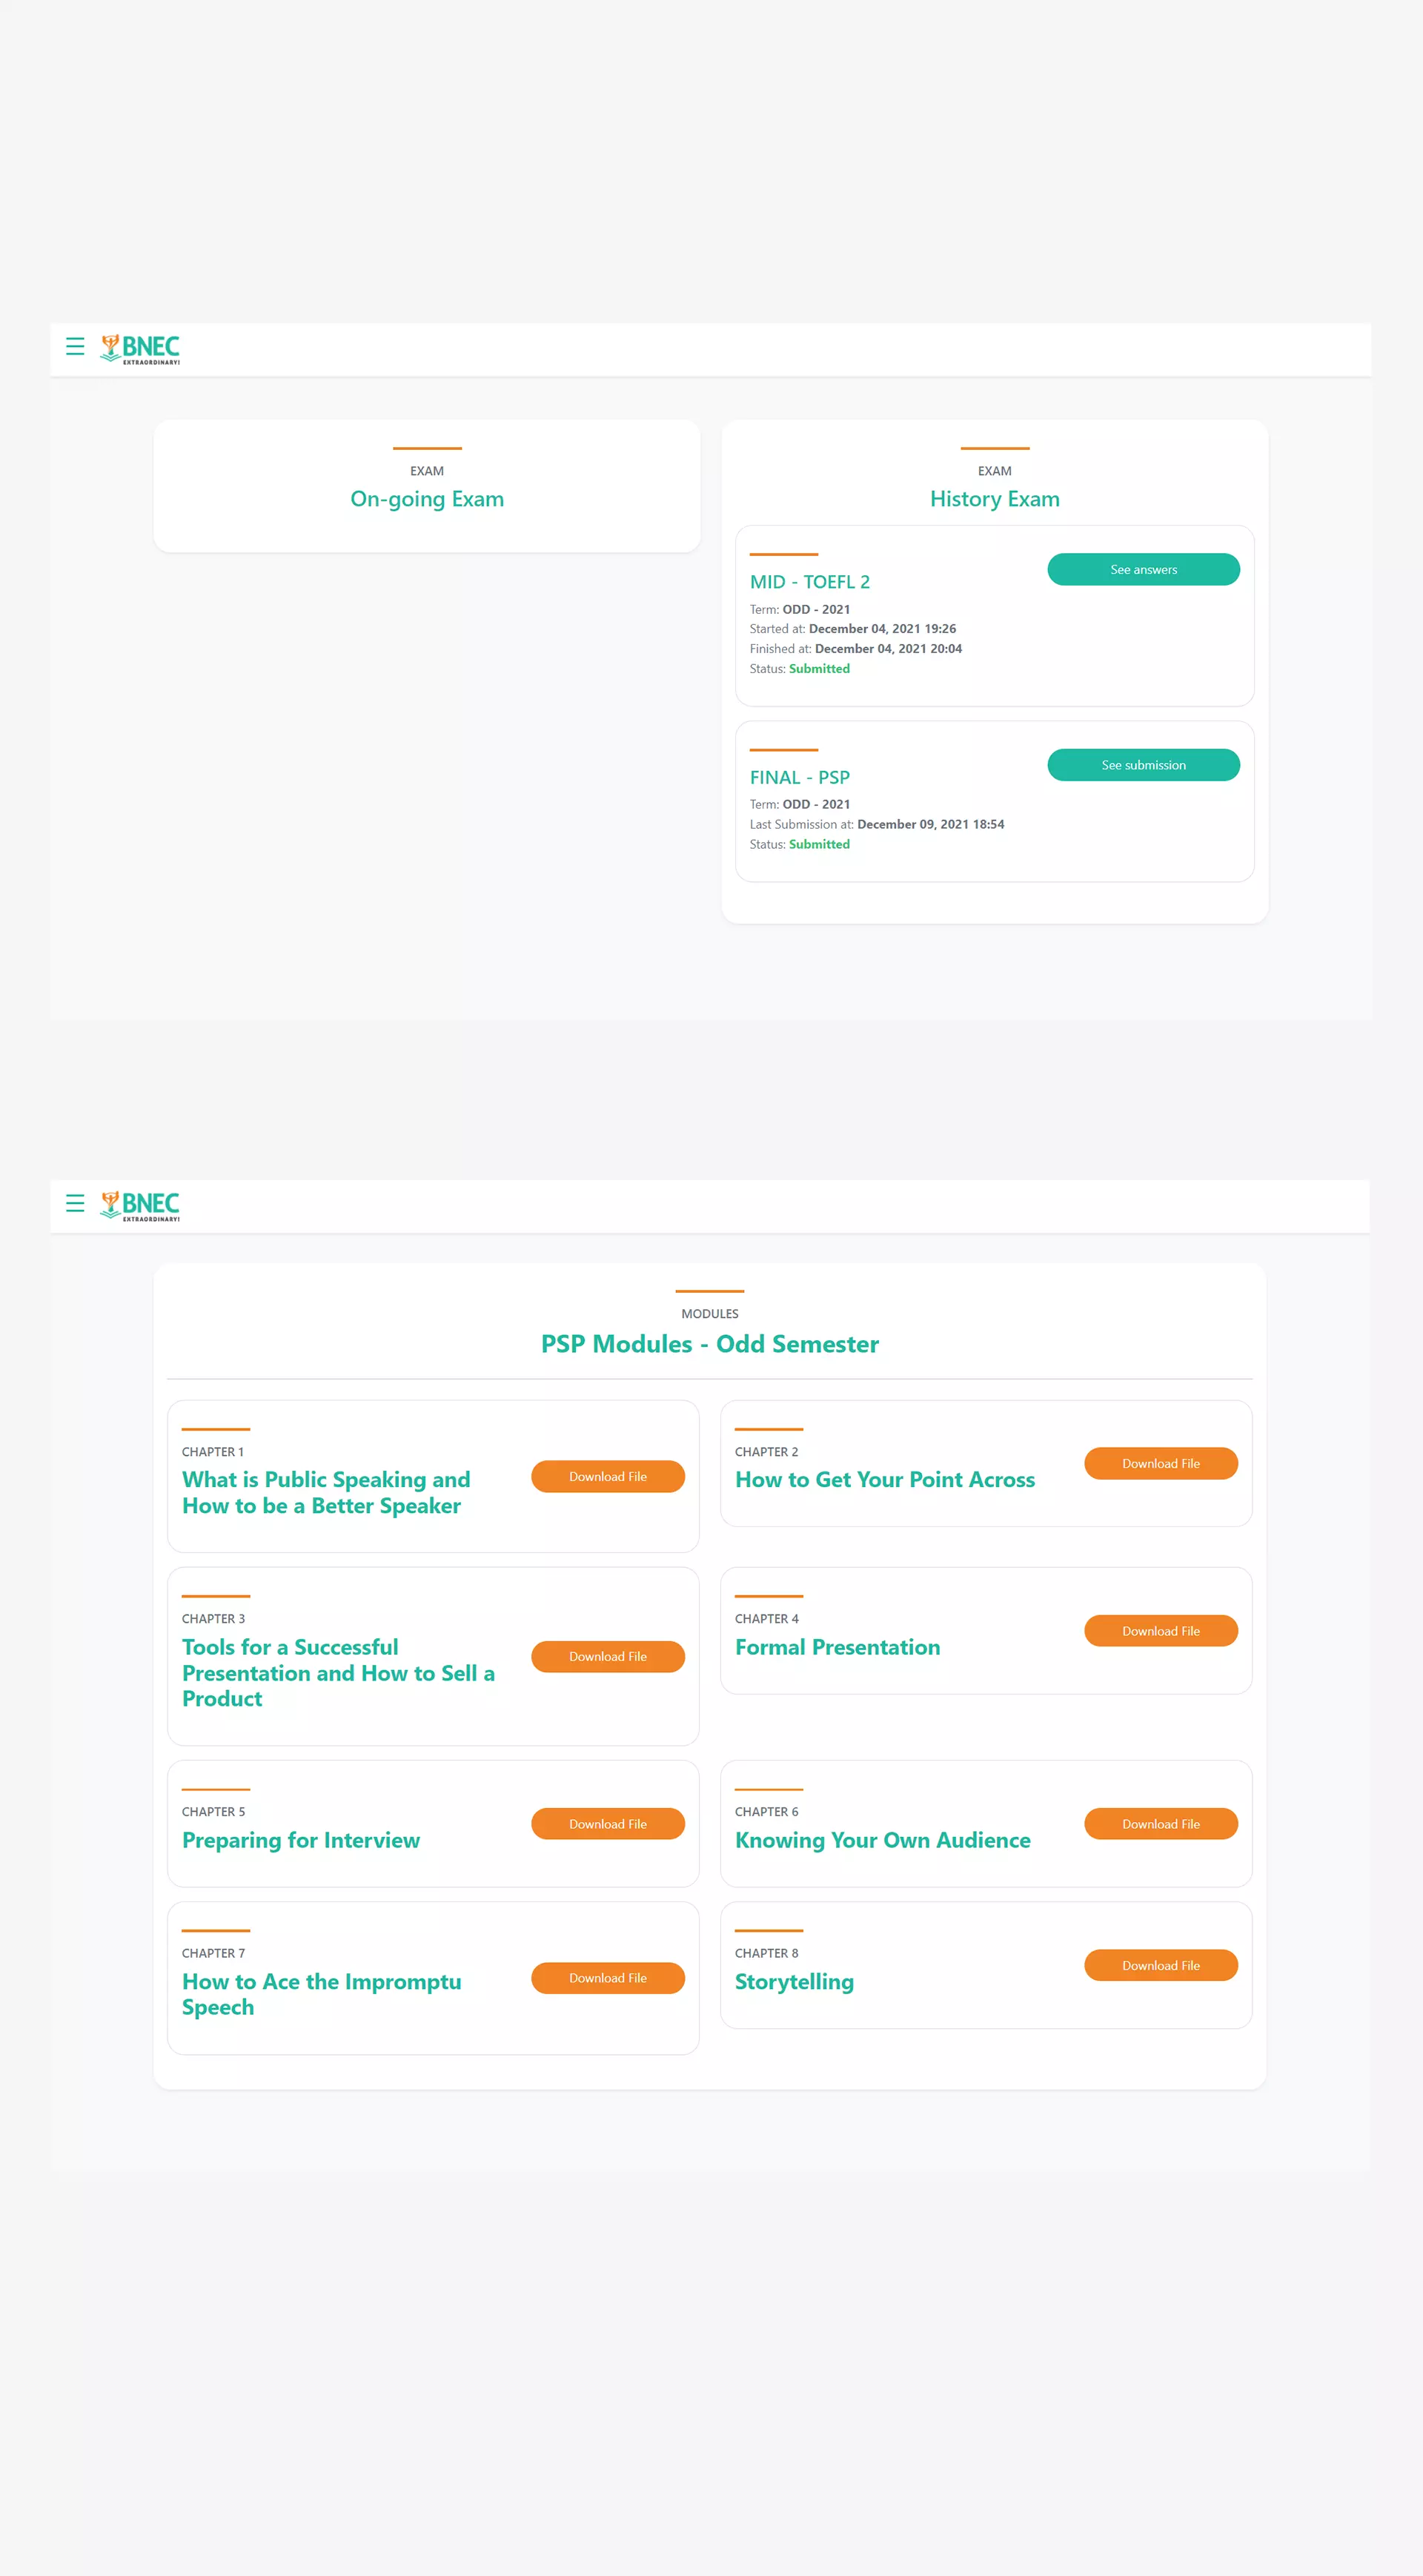 BNEC
EXTRAORDINARY!
EXAM
On-going Exam
EXAM
History Exam
MID - TOEFL 2
See answers
Term: ODD - 2021
Started at: December 04, 2021 19:26
Finished at: December 04, 2021 20:04
Status: Submitted
FINAL - PSP
See submission
Term: ODD - 2021
Last Submission at: December 09, 2021 18:54
Status: Submitted
BNEC
EXTRAORDINARY!
MODULES
PSP Modules - Odd Semester
CHAPTER 1
What is Public Speaking and
How to be a Better Speaker
Download File
CHAPTER 2
How to Get Your Point Across
Download File
CHAPTER 3
Tools for a Successful
Presentation and How to Sell a
Product
Download File
CHAPTER 4
Formal Presentation
Download File
CHAPTER 5
Preparing for Interview
Download File
CHAPTER 6
Knowing Your Own Audience
Download File
CHAPTER 7
How to Ace the Impromptu
Speech
Download File
CHAPTER 8
Storytelling
Download File